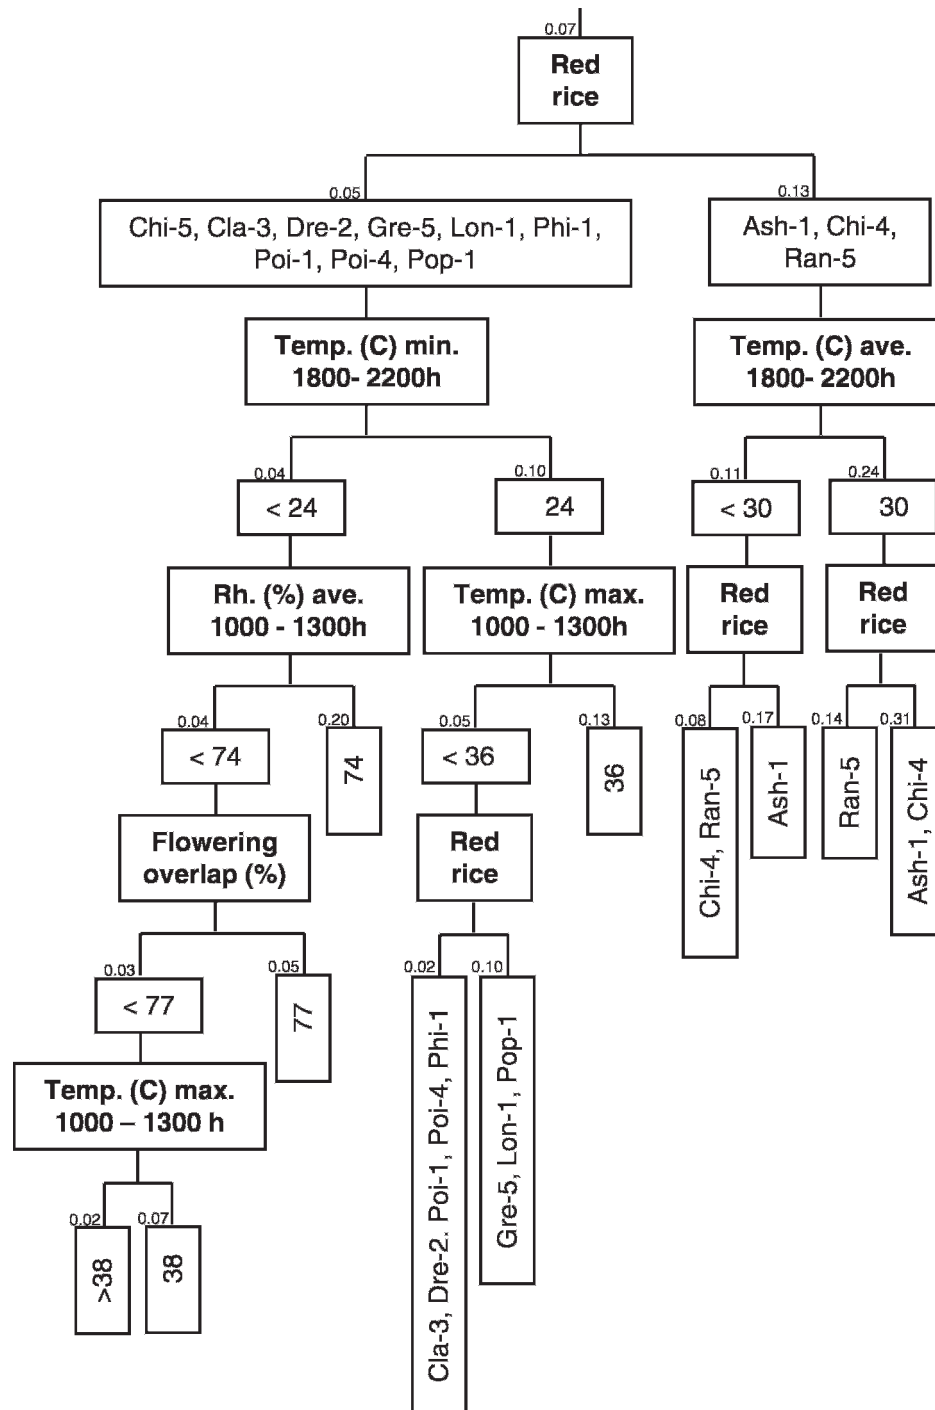 0.07
Red
rice
0.05
0.13
Chi-5, Cla-3, Dre-2, Gre-5, Lon-1, Phi-1,
Poi-1, Poi-4, Pop-1
Ash-1, Chi-4,
Ran-5
Temp. (C) min.
1800- 2200h
Temp. (C) ave.
1800- 2200h
0.04
0.10
0.11
0.24
< 24
24
< 30
30
Rh. (%) ave.
1000 - 1300h
Temp. (C) max.
1000 - 1300h
Red
rice
Red
rice
0.04
0.20
0.05
0.13
0.08
0.17
0.14
0.31
< 74
74
< 36
36
Chi-4, Ran-5
Ash-1
Ran-5
Ash-1, Chi-4
Flowering
overlap (%)
Red
rice
0.03
0.05
0.02
0.10
< 77
77
Cla-3, Dre-2. Poi-1, Poi-4, Phi-1
Gre-5, Lon-1, Pop-1
Temp. (C) max.
1000 – 1300 h
0.02
0.07
>38
38